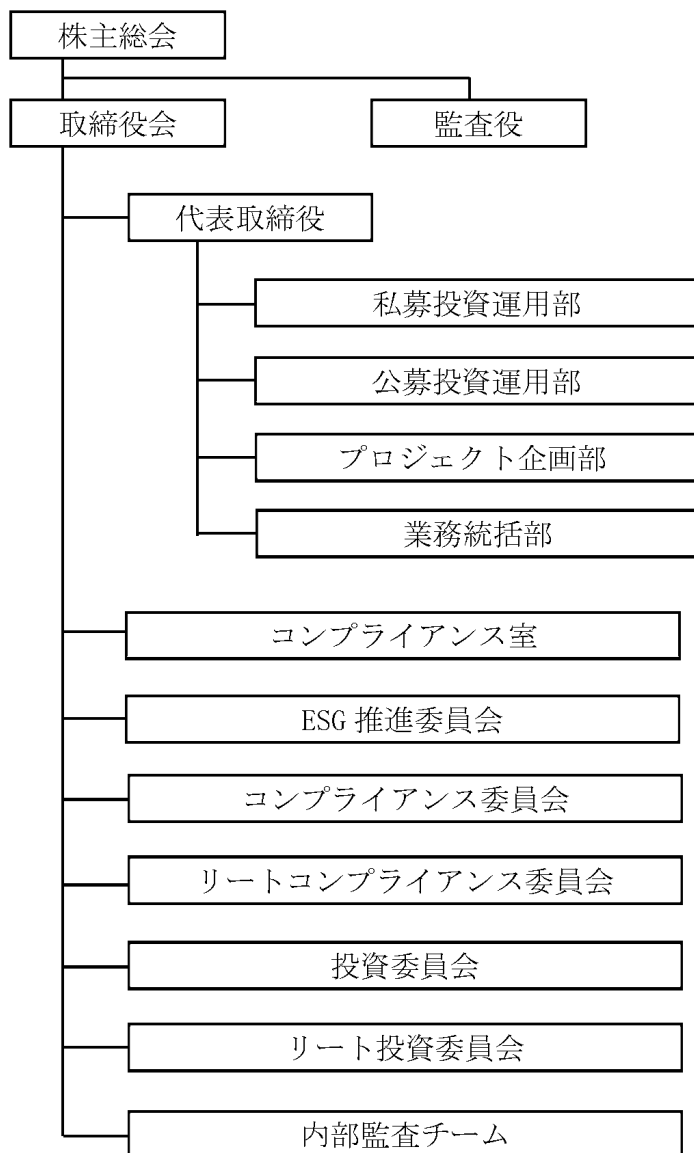 株主総会
取締役会
監査役
代表取締役
私募投資運用部
公募投資運用部
プロジェクト企画部
業務統括部
コンプライアンス室
ESG 推進委員会
コンプライアンス委員会
リートコンプライアンス委員会
投資委員会
リート投資委員会
内部監査チーム